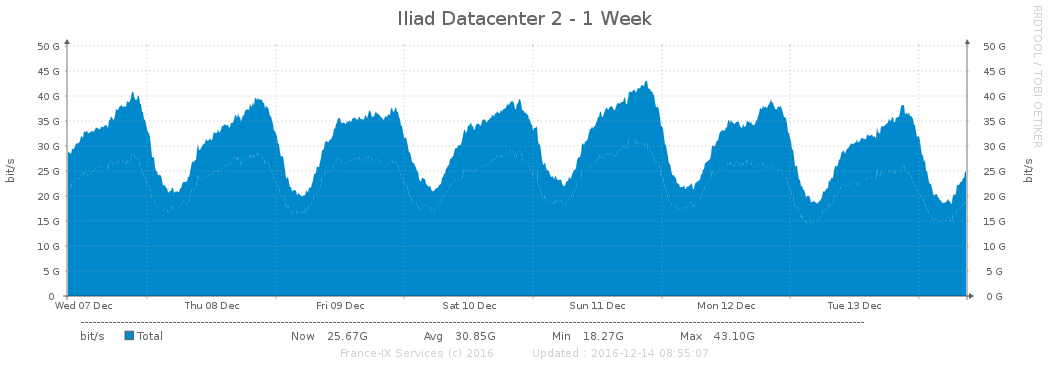 Iliad Datacenter 2 - 1 Week
RRDTOOL / TOBI OETIKER
50 G 50 G
45 G 45 G
40 G 40 G
35 G 35 G
30 G 30 G
25 G 25 G
20 G 20 G
15 G 15 G
10 G 10 G
5 G 5 G
0 0 G
bit/s bit/s
Wed 07 Dec Thu 08 Dec Fri 09 Dec Sat 10 Dec Sun 11 Dec Mon 12 Dec Tue 13 Dec
bit/s Total Now 25.67G Avg 30.85G Min 18.27G Max 43.10G
France-IX Services (c) 2016 Updated : 2016-12-14 08:55:07